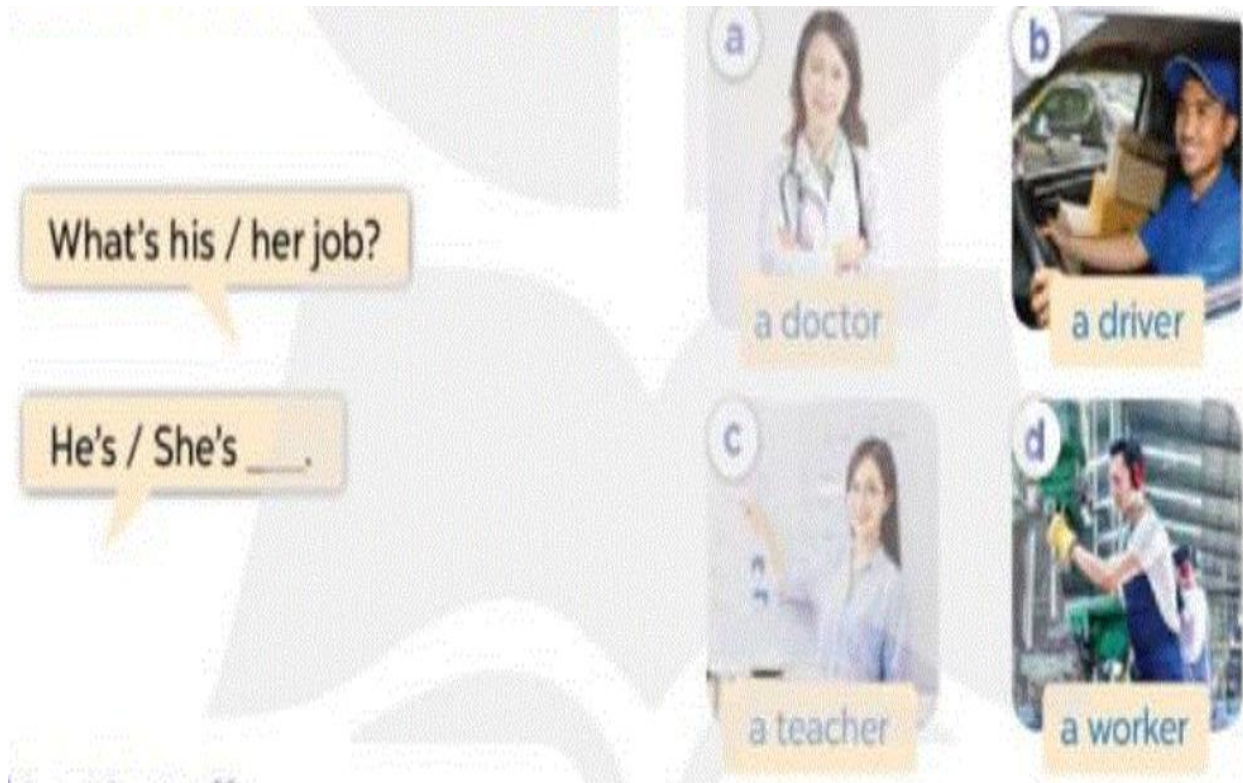 What's his / her job?
He's / She's ___.
a
a doctor
b
a driver
c
a teacher
d
a worker